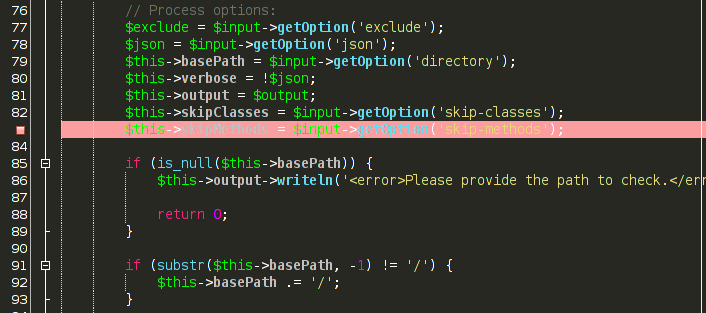 76 // Process options:
77 $exclude = $input->getOption('exclude');
78 $json = $input->getOption('json');
79 $this->basePath = $input->getOption('directory');
80 $this->verbose = !$json;
81 $this->output = $output;
82 $this->skipClasses = $input->getOption('skip-classes');
$this->skipMethods = $input->getOption('skip-methods');
84
85 if (is_null($this->basePath)) {
86 $this->output->writeln('<error>Please provide the path to check.</er
87
88 return 0;
89 }
90
91 if (substr($this->basePath, -1) != '/') {
92 $this->basePath .= '/';
93 }